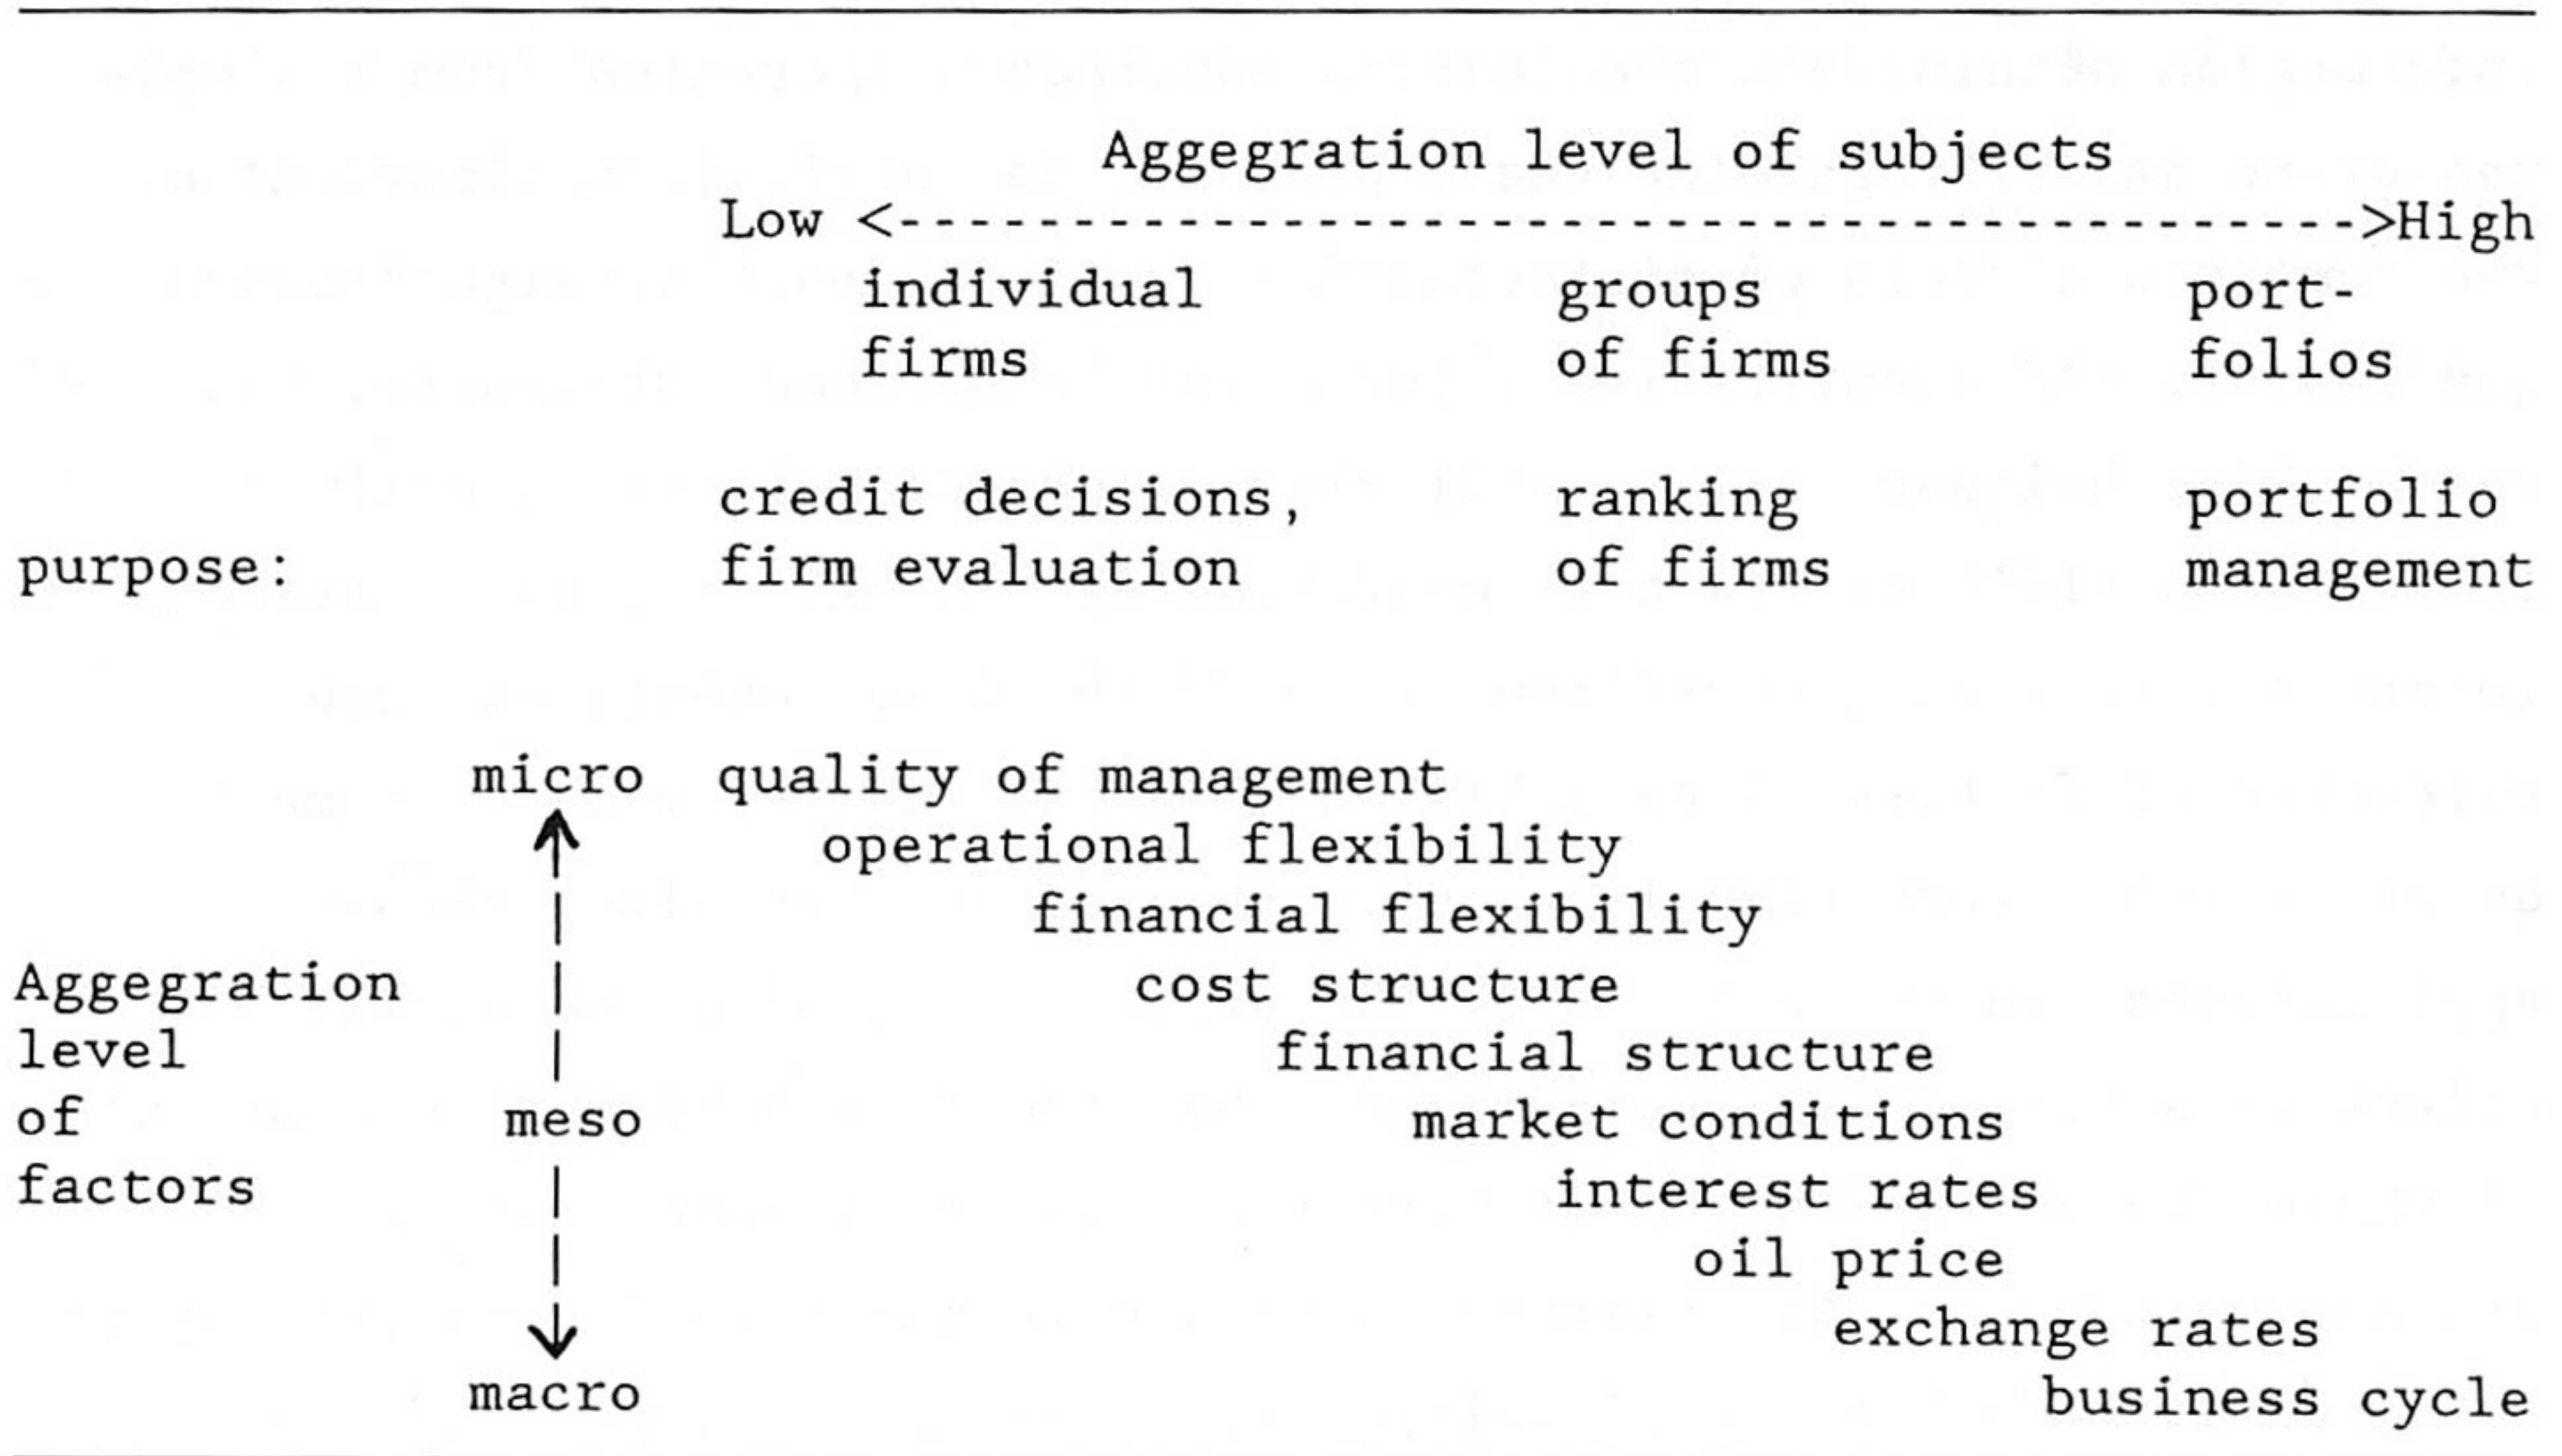 Aggegration level of subjects
Low <----------------------------------->High
individual groups port-
firms of firms folios
credit decisions, ranking portfolio
purpose: firm evaluation of firms management
micro quality of management
operational flexibility
financial flexibility
Aggegration cost structure
level financial structure
of meso market conditions
factors interest rates
oil price
exchange rates
macro business cycle